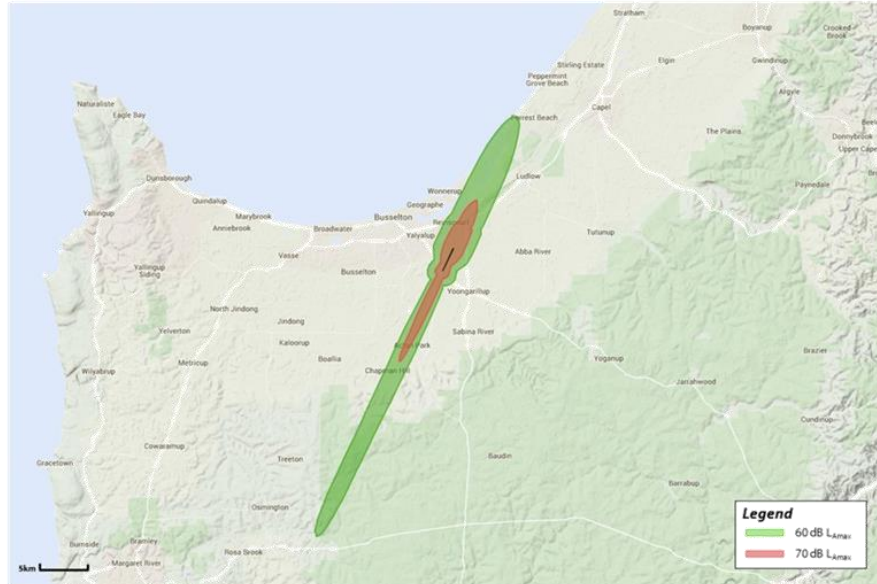 Stratham
Boyanup
Crooked
Brook
Elgin
Gwindinup
Stirling Estate
Peppermint
Grove Beach
Argyle
Naturaliste
Capel
Eagle Bay
Forrest Beach
The Plains
Donnybrook
Upper Cape
Dunsborough
Ludlow
Wonnerup
Paynedale
Quindalup
Geographe
Yallingup
Marybrook
Busselton
Annebrook
Broadwater
Yalyalup
Tutunup
Vasse
Abba River
Yallingup
Siding
Busselton
Yoongarillup
North Jindong
Jindong
Yelverton
Sabina River
Kaloorup
Park
Brazier
Boallia
Yoganup
Metricup
Chapman Hill
Wilyabrup
Jarrahwood
Cundinup
Cowaramup
Baudin
Gracetown
Treeton
Barrabup
Osmington
Legend
60 dB LAmax
70 dB LAmax
Burnside
Bramley
Rosa Brook
Margaret River
5km